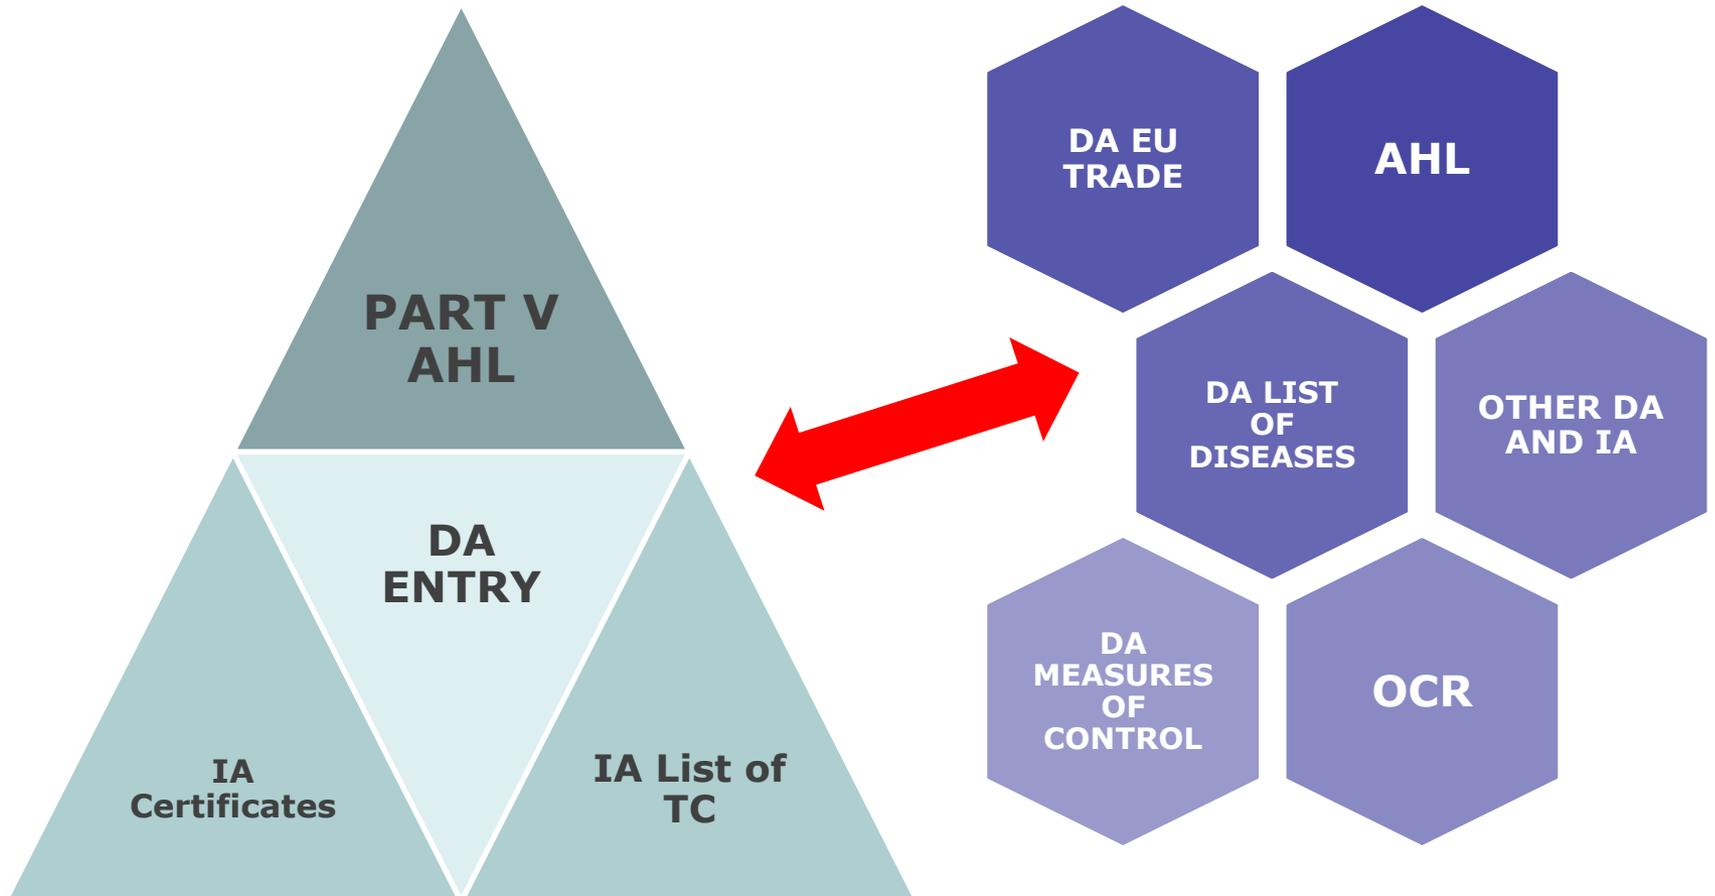 PART V
AHL
DA
ENTRY
IA
Certificates
IA List of
TC
DA EU
TRADE
AHL
DA LIST
OF
DISEASES
OTHER DA
AND IA
DA
MEASURES
OF
CONTROL
OCR